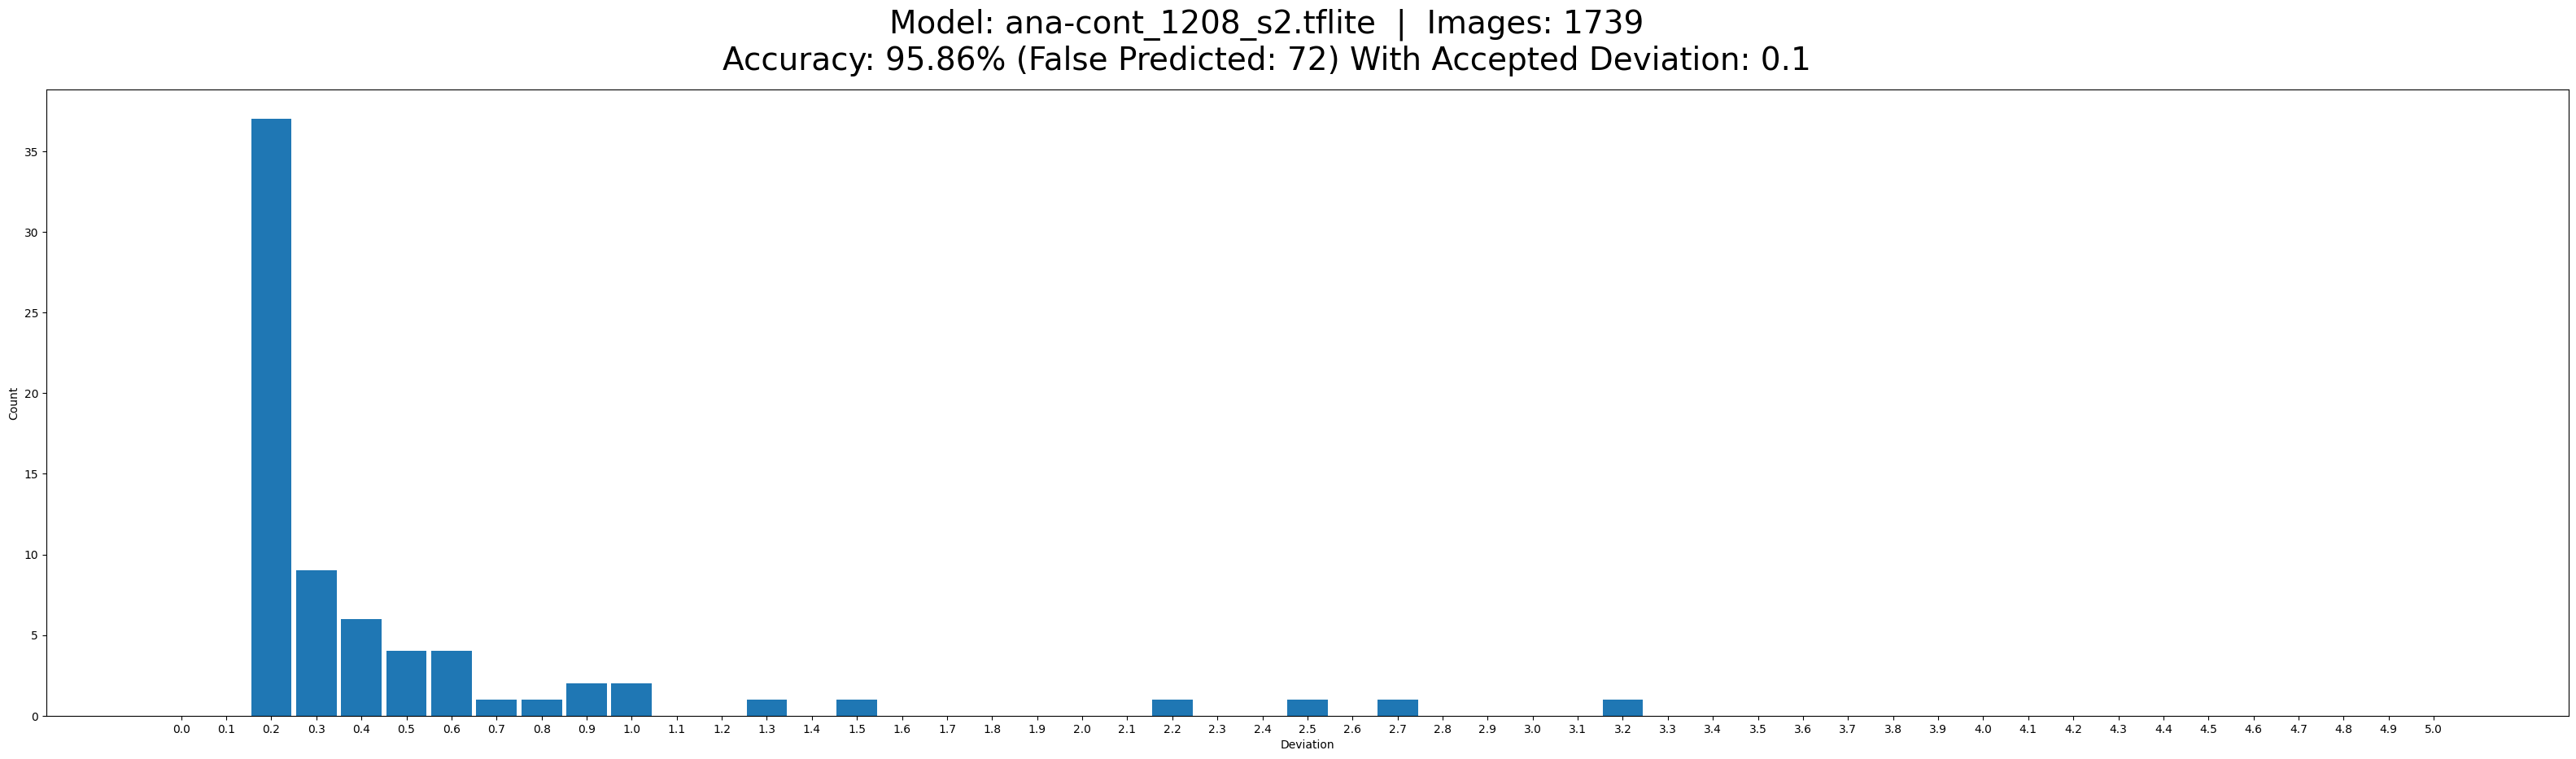 Model: ana-cont_1208_s2.tflite | Images: 1739
Accuracy: 95.86% (False Predicted: 72) With Accepted Deviation: 0.1
35
30
25
20
15
10
5
0
Count
0.0 0.1 0.2 0.3 0.4 0.5 0.6 0.7 0.8 0.9 1.0 1.1 1.2 1.3 1.4 1.5 1.6 1.7 1.8 1.9 2.0 2.1 2.2 2.3 2.4 2.5 2.6 2.7 2.8 2.9 3.0 3.1 3.2 3.3 3.4 3.5 3.6 3.7 3.8 3.9 4.0 4.1 4.2 4.3 4.4 4.5 4.6 4.7 4.8 4.9 5.0
Deviation